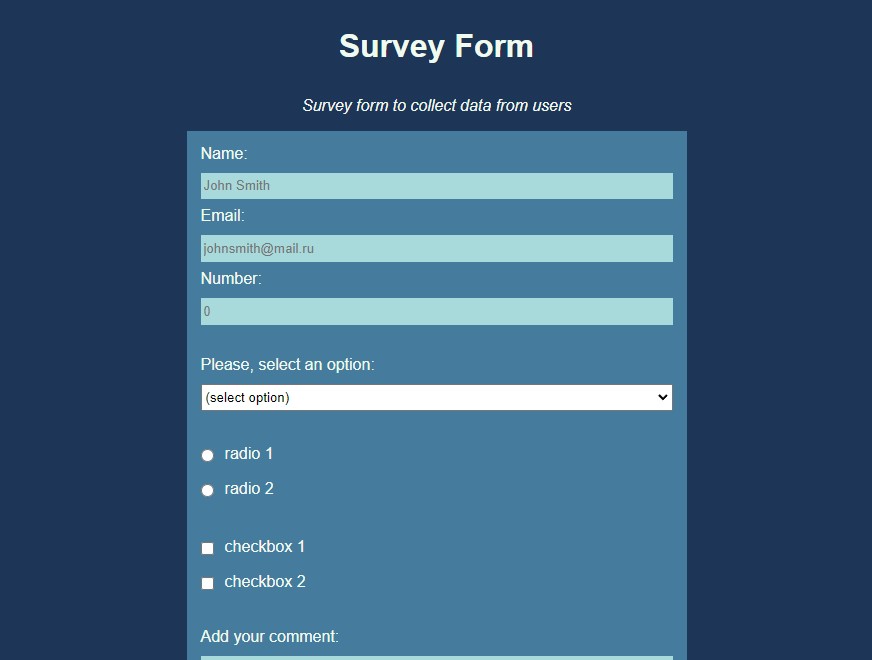 Survey Form
Survey form to collect data from users
Name:
John Smith
Email:
johnsmith@mail.ru
Number:
0
Please, select an option:
(select option)
radio 1
radio 2
checkbox 1
checkbox 2
Add your comment: